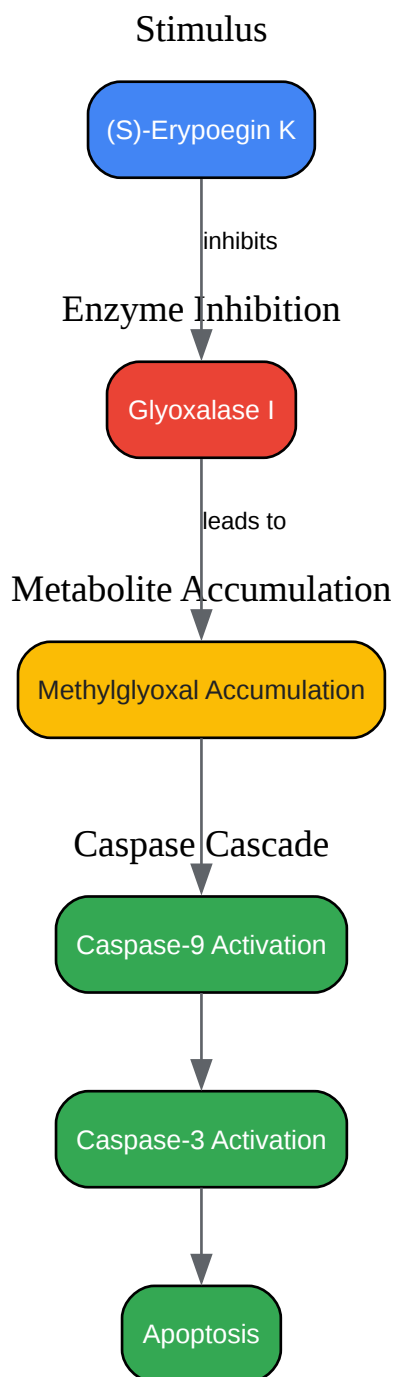 Stimulus
(S)-Erypoegin K
inhibits
Enzyme Inhibition
Glyoxalase I
leads to
Metabolite Accumulation
Methylglyoxal Accumulation
Caspase Cascade
Caspase-9 Activation
Caspase-3 Activation
Apoptosis